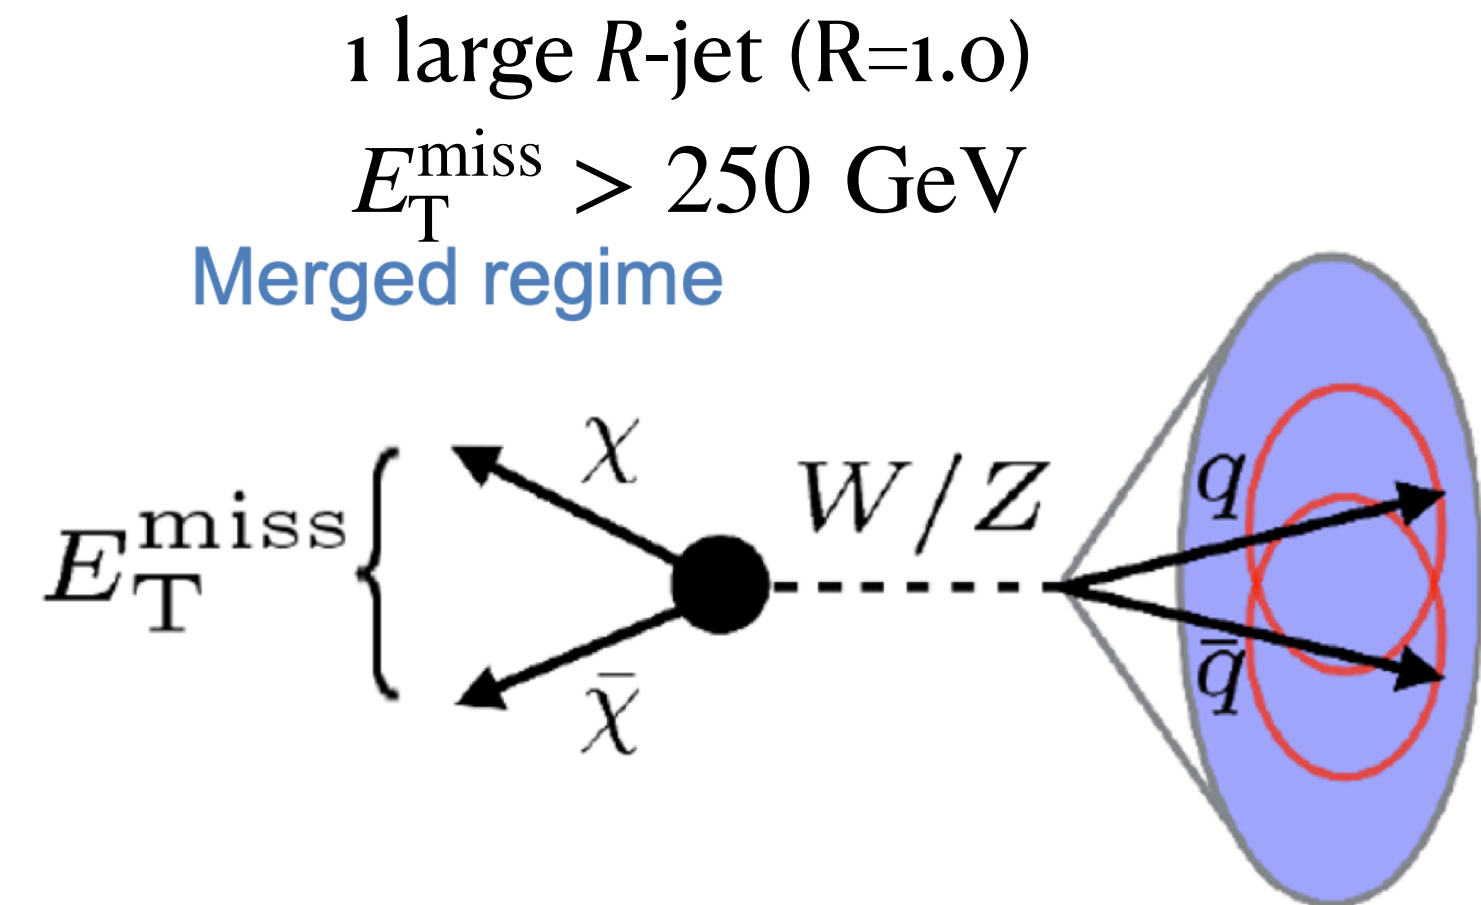 1 large R-jet (R=1.0)
E_T^miss > 250 GeV
Merged regime
χ
W/Z
q
E_T^miss {
q̄
χ̄